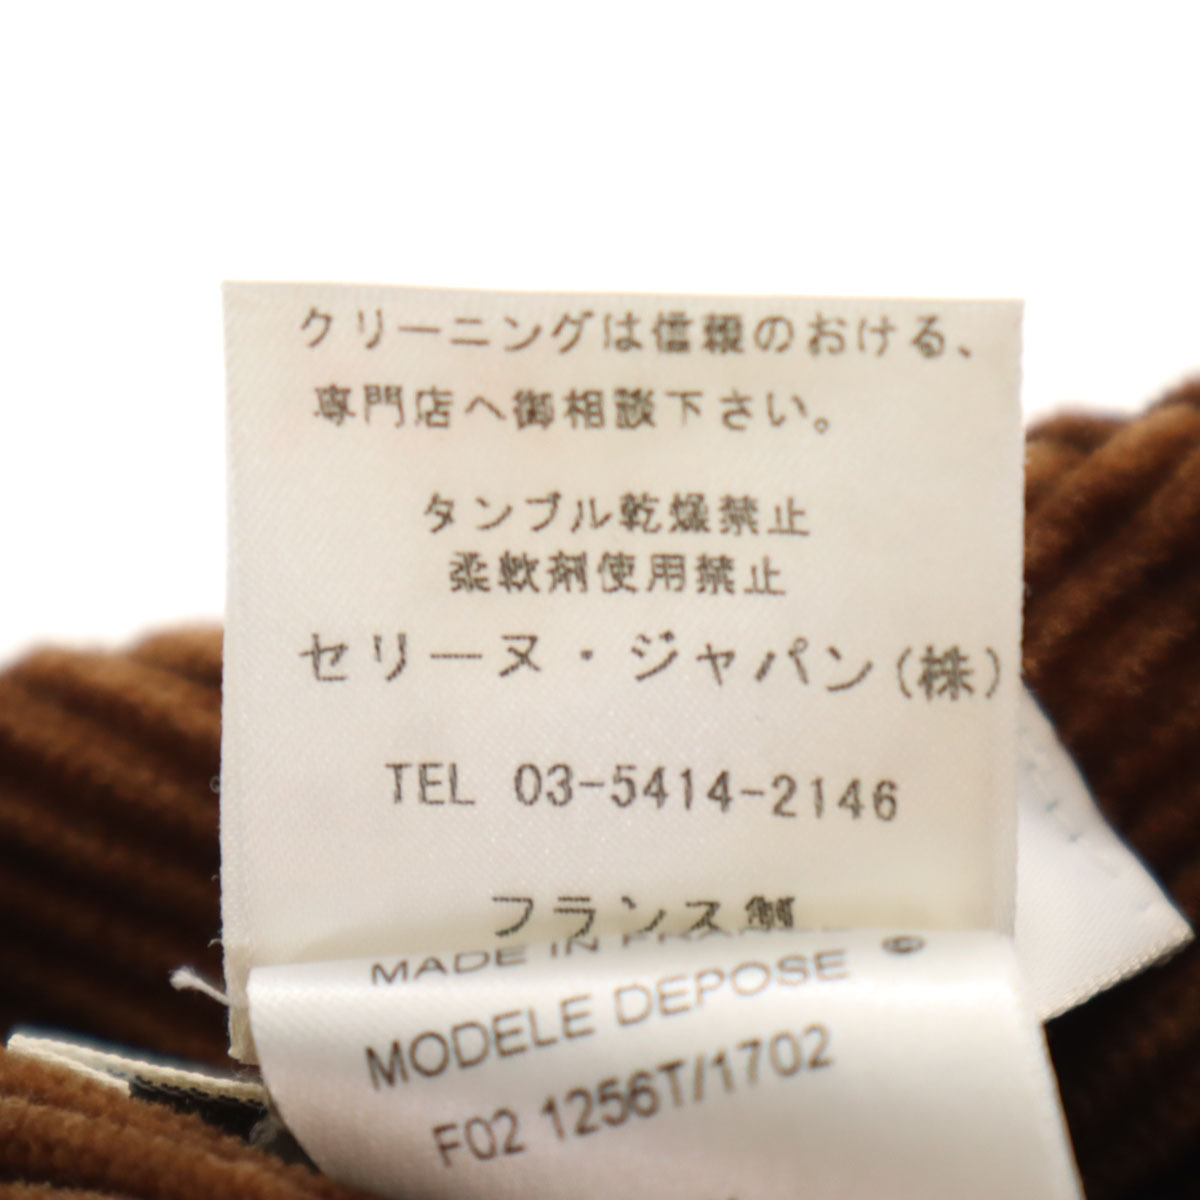 クリーニングは信頼のおける、
専門店へ御相談下さい。
タンブル乾燥禁止
柔軟剤使用禁止
セリーヌ・ジャパン(株)
TEL 03-5414-2146
フランス製
MADE IN
MODELE DEPOSE ©
F02 1256T/1702